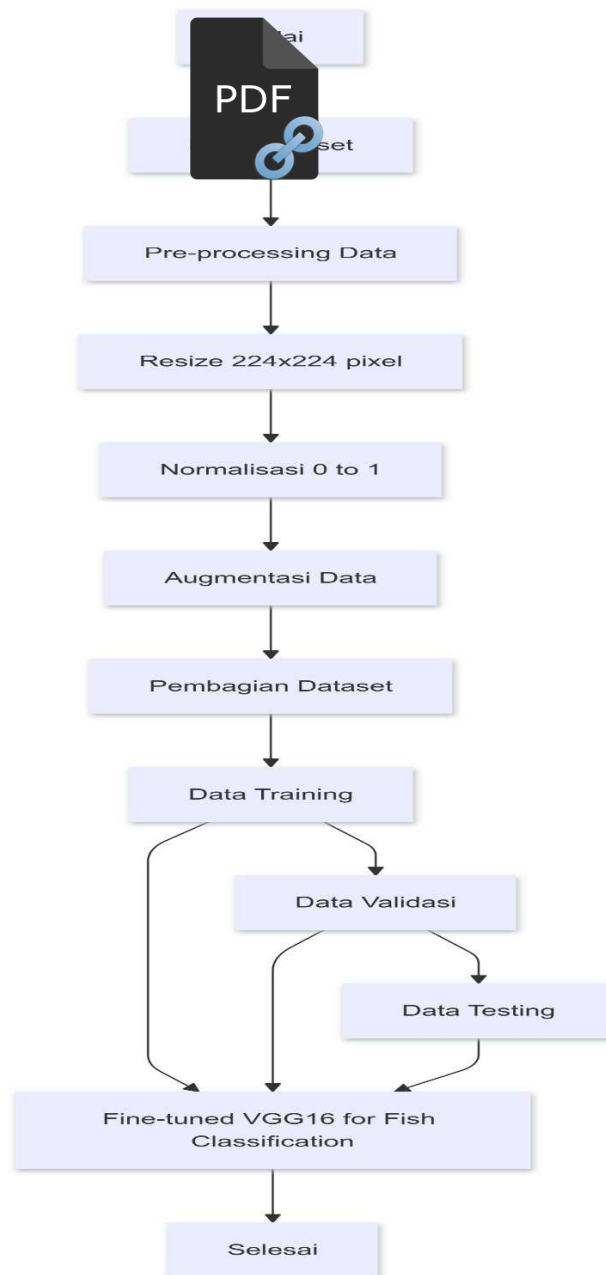 PDF
Pre-processing Data
Resize 224x224 pixel
Normalisasi 0 to 1
Augmentasi Data
Pembagian Dataset
Data Training
Data Validasi
Data Testing
Fine-tuned VGG16 for Fish
Classification
Selesai